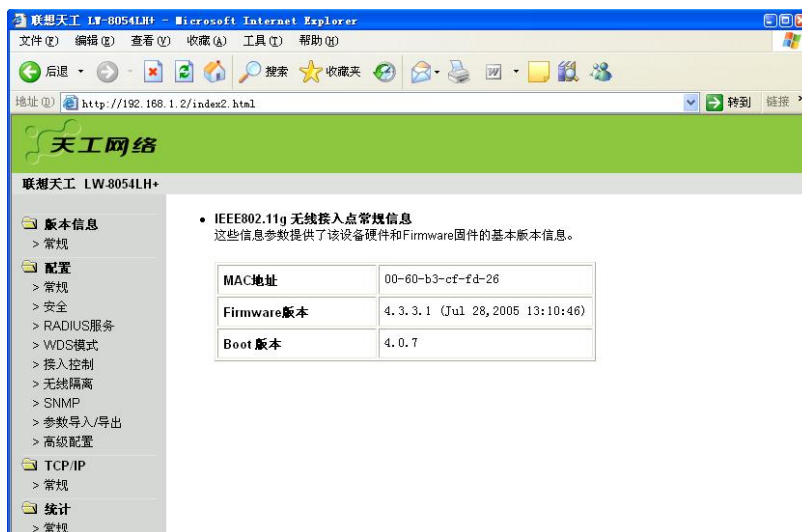 联想天工 LW-8054LH+ - Microsoft Internet Explorer
文件(F) 编辑(E) 查看(V) 收藏(A) 工具(T) 帮助(H)
后退 搜索 收藏夹
地址(D) http://192.168.1.2/index2.html 转到 链接
天工网络
联想天工 LW-8054LH+
版本信息
> 常规
配置
> 常规
> 安全
> RADIUS服务
> WDS模式
> 接入控制
> 无线隔离
> SNMP
> 参数导入/导出
> 高级配置
TCP/IP
> 常规
统计
> 常规
• IEEE802.11g 无线接入点常规信息
这些信息参数提供了该设备硬件和Firmware固件的基本版本信息。
MAC地址 00-60-b3-cf-fd-26
Firmware版本 4.3.3.1 (Jul 28,2005 13:10:46)
Boot 版本 4.0.7